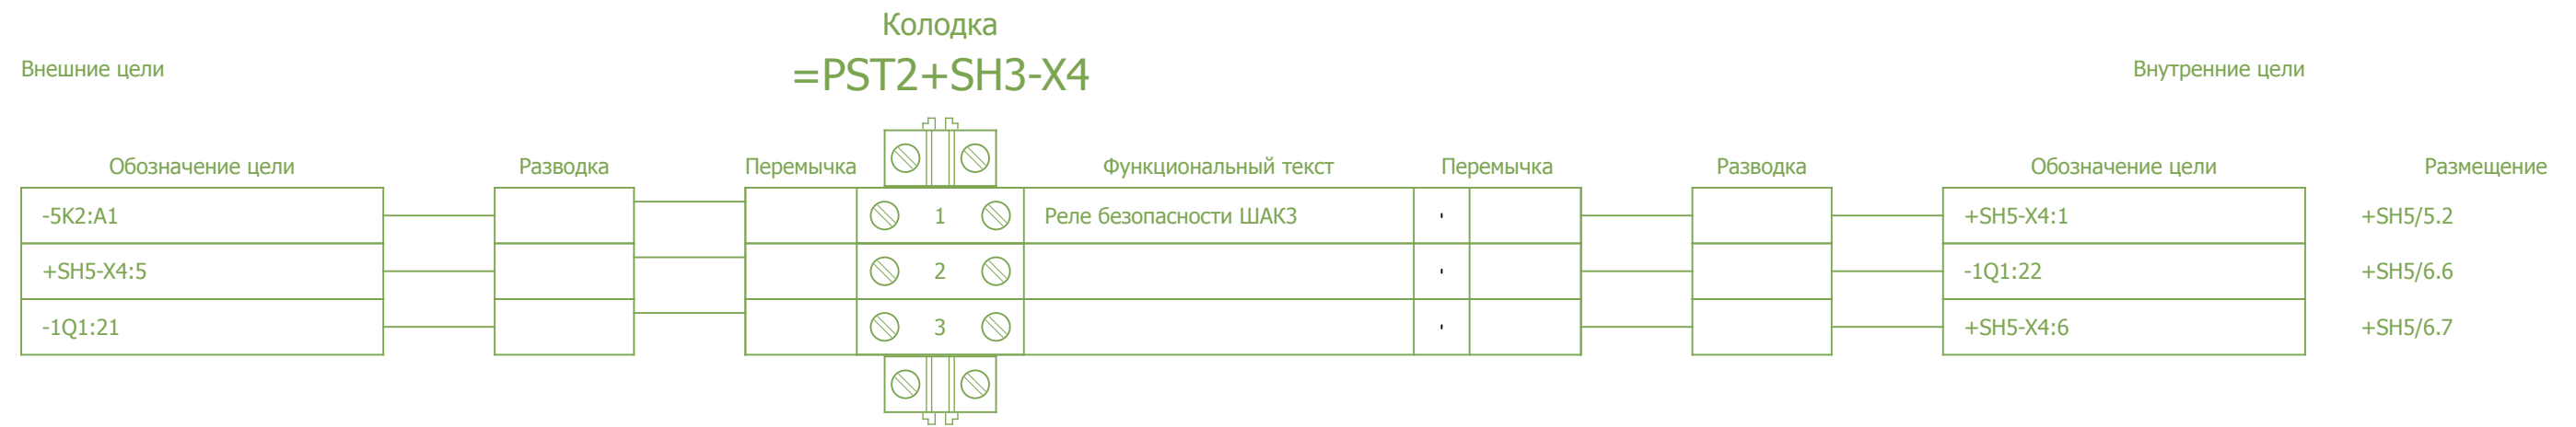 Колодка
Внешние цели =PST2+SH3-X4 Внутренние цели
Обозначение цели Разводка Перемычка Функциональный текст Перемычка Разводка Обозначение цели Размещение
-5K2:A1 1 Реле безопасности ШАК3 +SH5-X4:1 +SH5/5.2
+SH5-X4:5 2 -1Q1:22 +SH5/6.6
-1Q1:21 3 +SH5-X4:6 +SH5/6.7